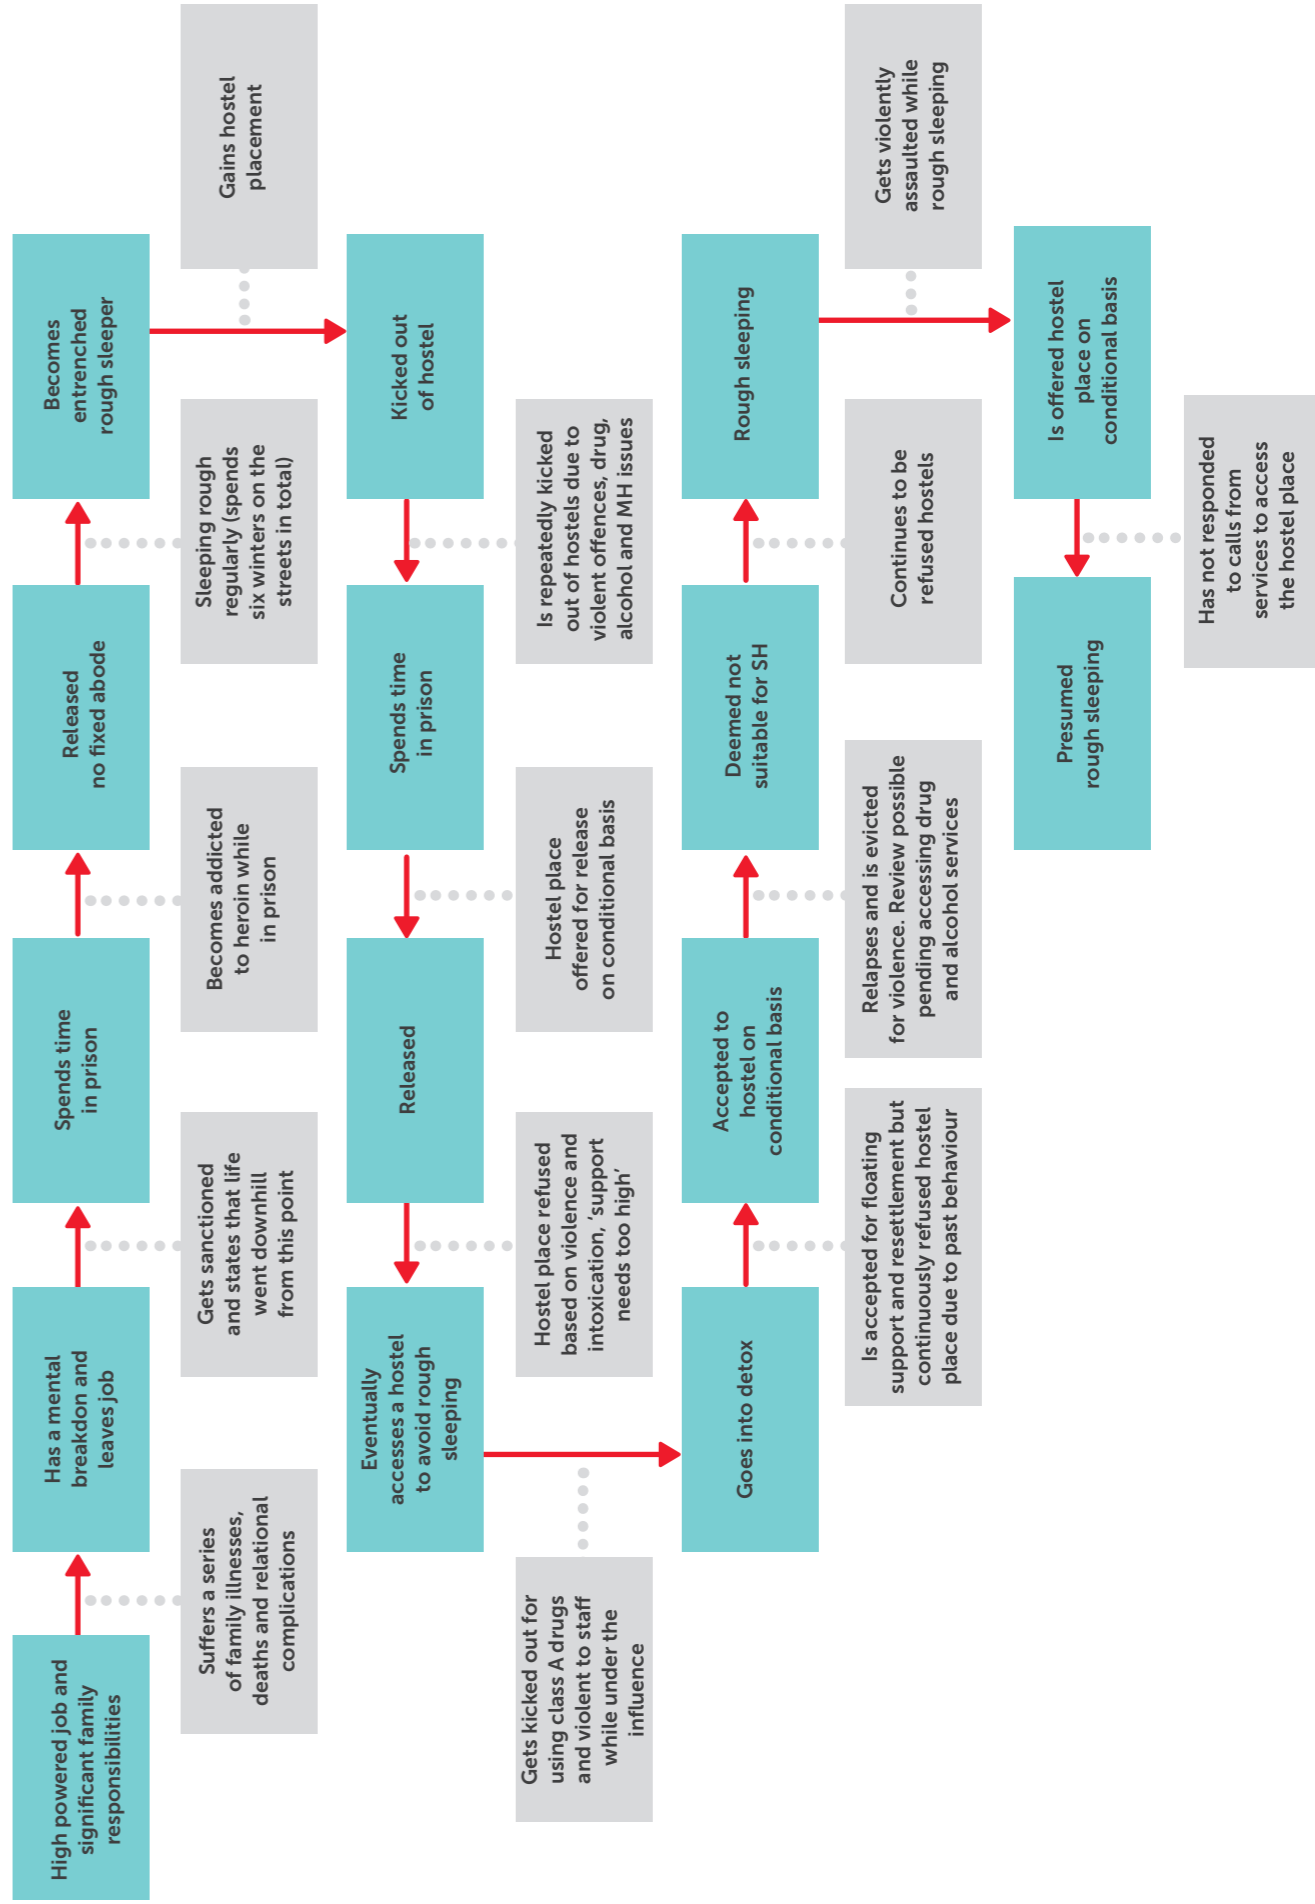 High powered job and
significant family
responsibilities
Suffers a series
of family illnesses,
deaths and relational
complications
Has a mental
breakdon and
leaves job
Gets sanctioned
and states that life
went downhill
from this point
Spends time
in prison
Becomes addicted
to heroin while
in prison
Released
no fixed abode
Sleeping rough
regularly (spends
six winters on the
streets in total)
Becomes
entrenched
rough sleeper
Gains hostel
placement
Kicked out
of hostel
Is repeatedly kicked
out of hostels due to
violent offences, drug,
alcohol and MH issues
Spends time
in prison
Hostel place
offered for release
on conditional basis
Released
Hostel place refused
based on violence and
intoxication, ‘support
needs too high’
Eventually
accesses a hostel
to avoid rough
sleeping
Gets kicked out for
using class A drugs
and violent to staff
while under the
influence
Goes into detox
Is accepted for floating
support and resettlement but
continuously refused hostel
place due to past behaviour
Accepted to
hostel on
conditional basis
Relapses and is evicted
for violence. Review possible
pending accessing drug
and alcohol services
Deemed not
suitable for SH
Continues to be
refused hostels
Rough sleeping
Gets violently
assaulted while
rough sleeping
Is offered hostel
place on
conditional basis
Has not responded
to calls from
services to access
the hostel place
Presumed
rough sleeping